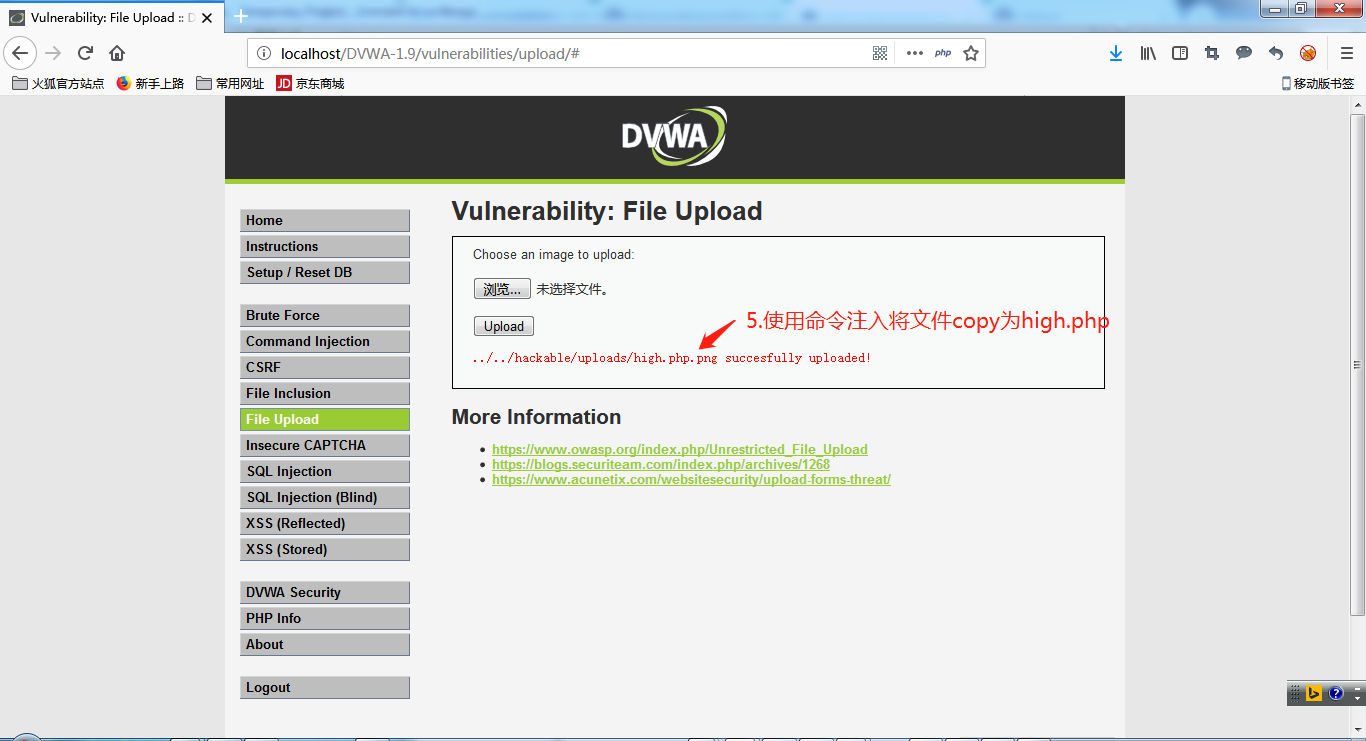 Vulnerability: File Upload :: D
localhost/DVWA-1.9/vulnerabilities/upload/#
php
火狐官方站点
新手上路
常用网址
JD
京东商城
移动版书签
DVWA
Home
Instructions
Setup / Reset DB
Brute Force
Command Injection
CSRF
File Inclusion
File Upload
Insecure CAPTCHA
SQL Injection
SQL Injection (Blind)
XSS (Reflected)
XSS (Stored)
DVWA Security
PHP Info
About
Logout
Vulnerability: File Upload
Choose an image to upload:
浏览... 未选择文件。
Upload
5.使用命令注入将文件copy为high.php
../../hackable/uploads/high.php.png succesfully uploaded!
More Information
https://www.owasp.org/index.php/Unrestricted_File_Upload
https://blogs.securiteam.com/index.php/archives/1268
https://www.acunetix.com/websitesecurity/upload-forms-threat/